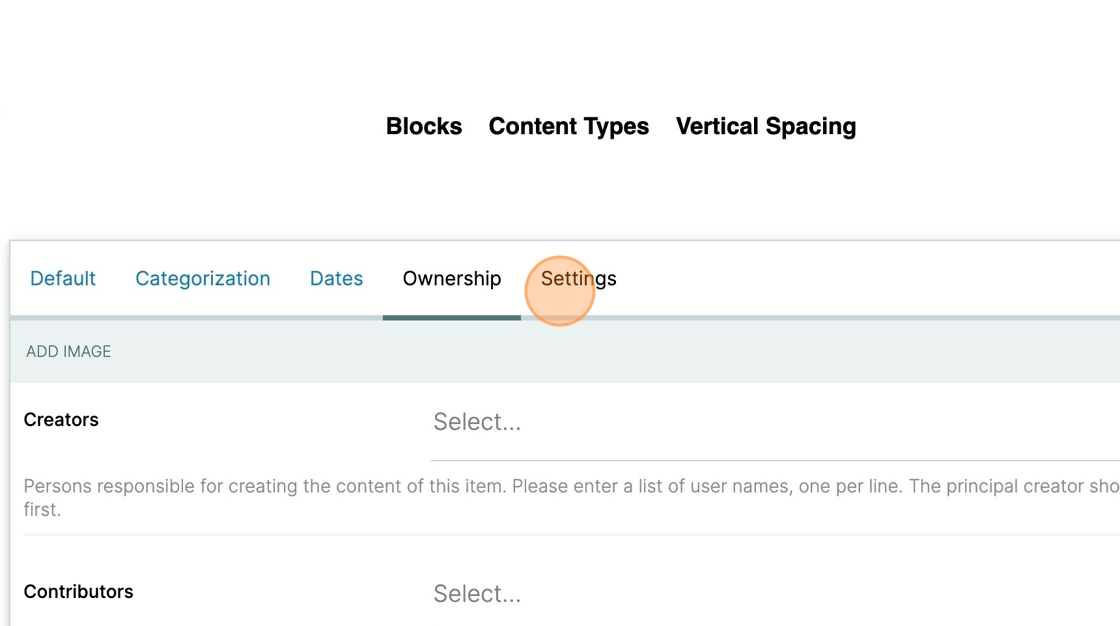 Blocks Content Types Vertical Spacing
Default Categorization Dates Ownership Settings
ADD IMAGE
Creators Select...
Persons responsible for creating the content of this item. Please enter a list of user names, one per line. The principal creator sho
first.
Contributors Select...